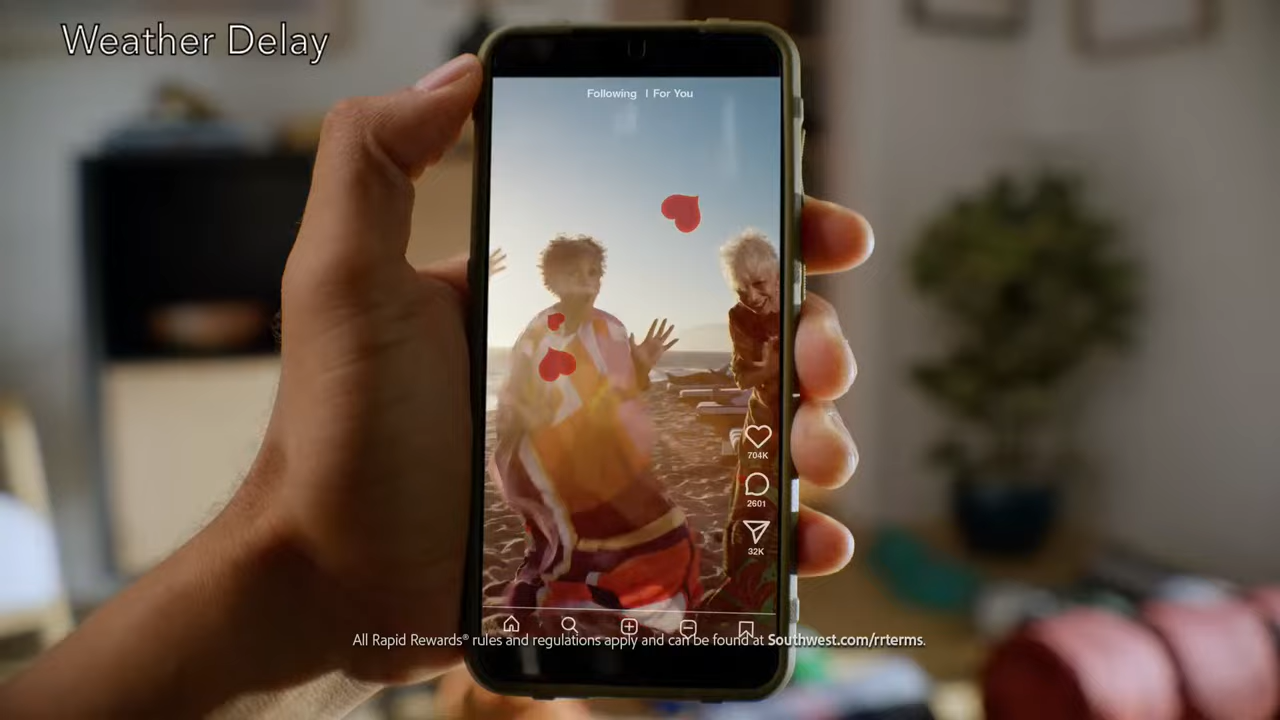 Weather Delay
Following | For You
704K
2601
32K
All Rapid Rewards® rules and regulations apply and can be found at Southwest.com/rrterms.